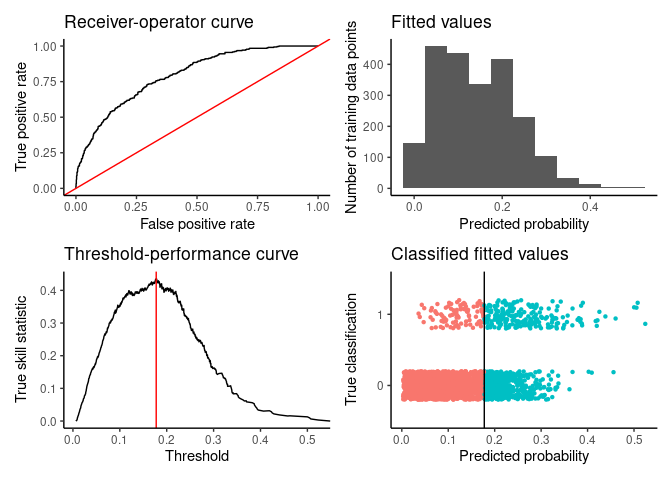 Receiver-operator curve
True positive rate
1.00
0.75
0.50
0.25
0.00
0.00 0.25 0.50 0.75 1.00
False positive rate
Fitted values
Number of training data points
400
300
200
100
0
0.0 0.2 0.4
Predicted probability
Threshold-performance curve
True skill statistic
0.4
0.3
0.2
0.1
0.0
0.0 0.1 0.2 0.3 0.4 0.5
Threshold
Classified fitted values
True classification
1
0
0.0 0.1 0.2 0.3 0.4 0.5
Predicted probability